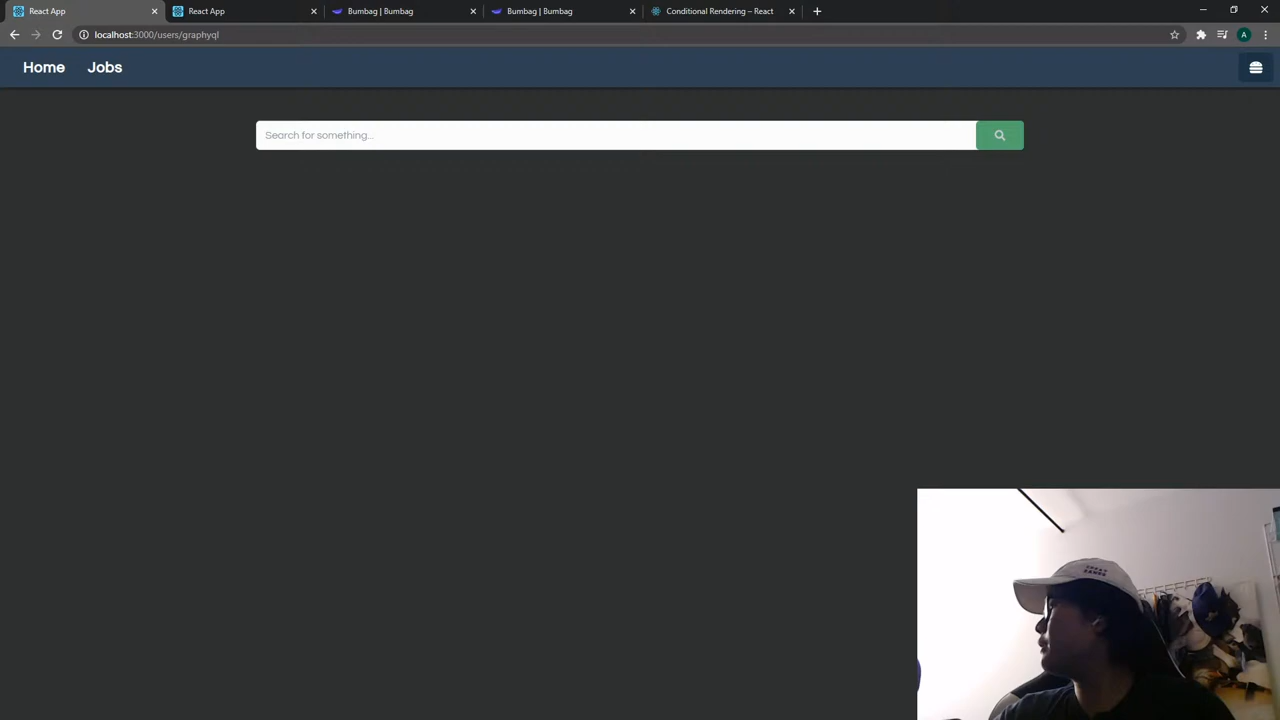 React App
React App
Bumbag | Bumbag
Bumbag | Bumbag
Conditional Rendering – React
localhost:3000/users/graphyql
A
Home
Jobs
Search for something...